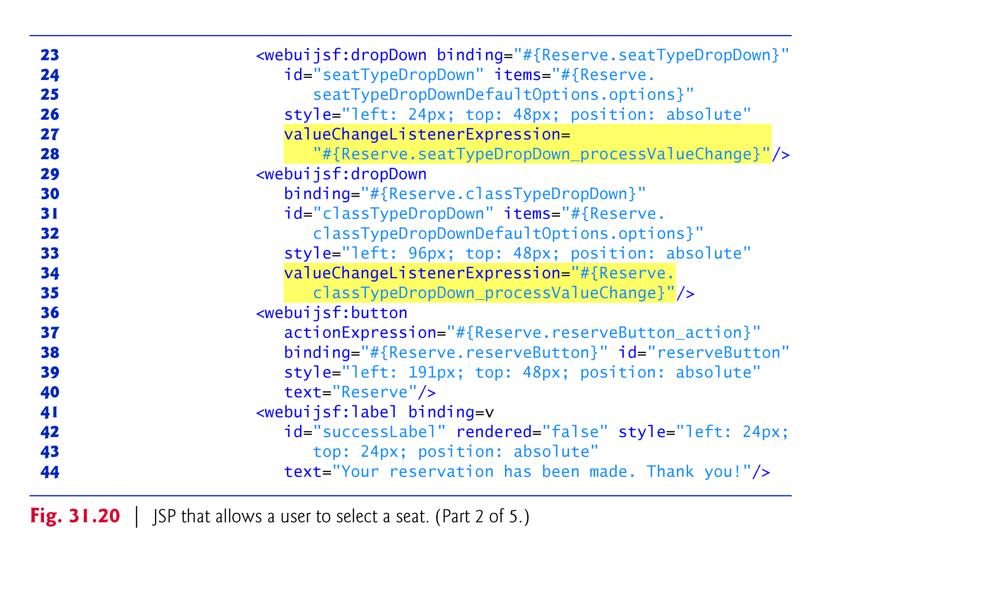 23 <webuijsf:dropDown binding="#{Reserve.seatTypeDropDown}"
24 id="seatTypeDropDown" items="#{Reserve.
25 seatTypeDropDownDefaultOptions.options}"
26 style="left: 24px; top: 48px; position: absolute"
27 valueChangeListenerExpression=
28 "#{Reserve.seatTypeDropDown_processValueChange}"/>
29 <webuijsf:dropDown
30 binding="#{Reserve.classTypeDropDown}"
31 id="classTypeDropDown" items="#{Reserve.
32 classTypeDropDownDefaultOptions.options}"
33 style="left: 96px; top: 48px; position: absolute"
34 valueChangeListenerExpression="#{Reserve.
35 classTypeDropDown_processValueChange}"/>
36 <webuijsf:button
37 actionExpression="#{Reserve.reserveButton_action}"
38 binding="#{Reserve.reserveButton}" id="reserveButton"
39 style="left: 191px; top: 48px; position: absolute"
40 text="Reserve"/>
41 <webuijsf:label binding=v
42 id="successLabel" rendered="false" style="left: 24px;
43 top: 24px; position: absolute"
44 text="Your reservation has been made. Thank you!"/>
Fig. 31.20 | JSP that allows a user to select a seat. (Part 2 of 5.)